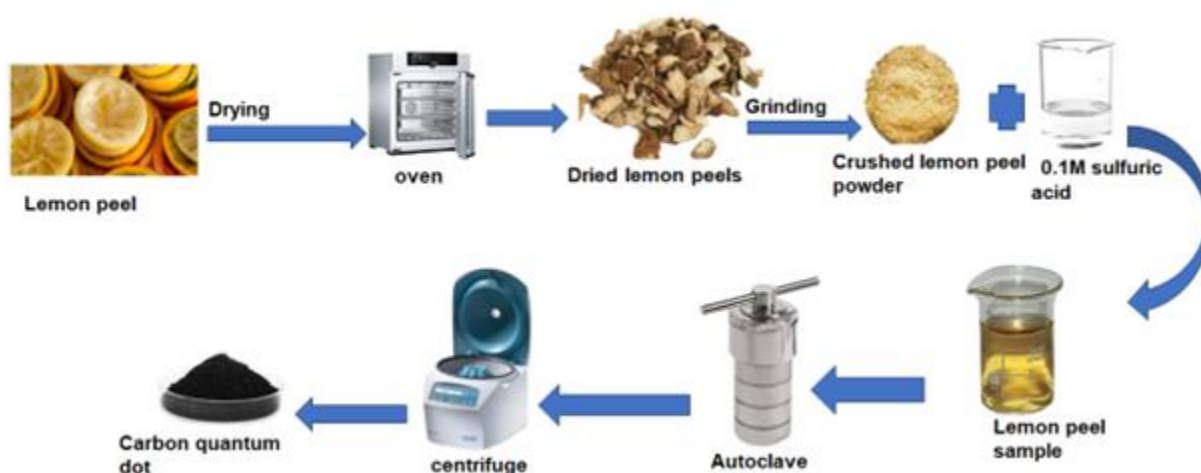 Drying
Grinding
Lemon peel
oven
Dried lemon peels
Crushed lemon peel
powder
0.1M sulfuric
acid
Carbon quantum
dot
centrifuge
Autoclave
Lemon peel
sample